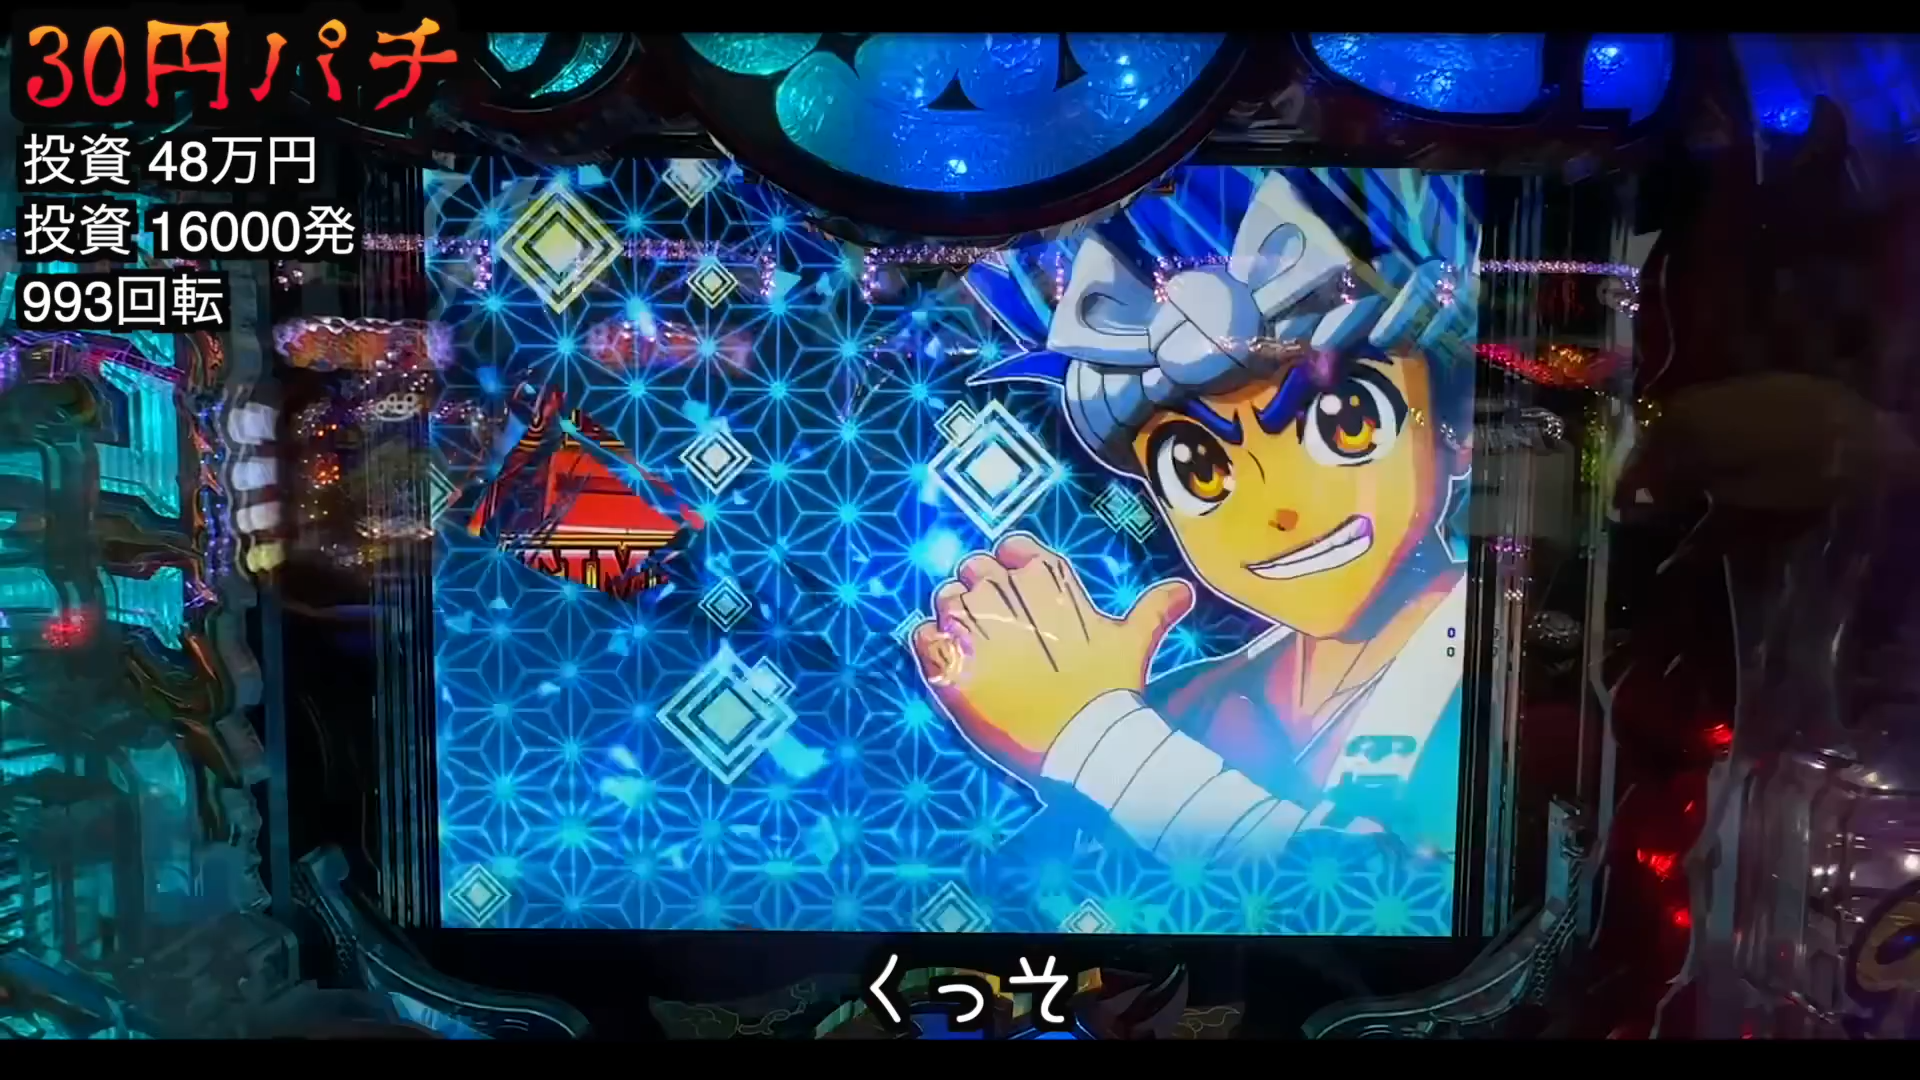 30円パチ
投資 48万円
投資 16000発
993回転
くっそ